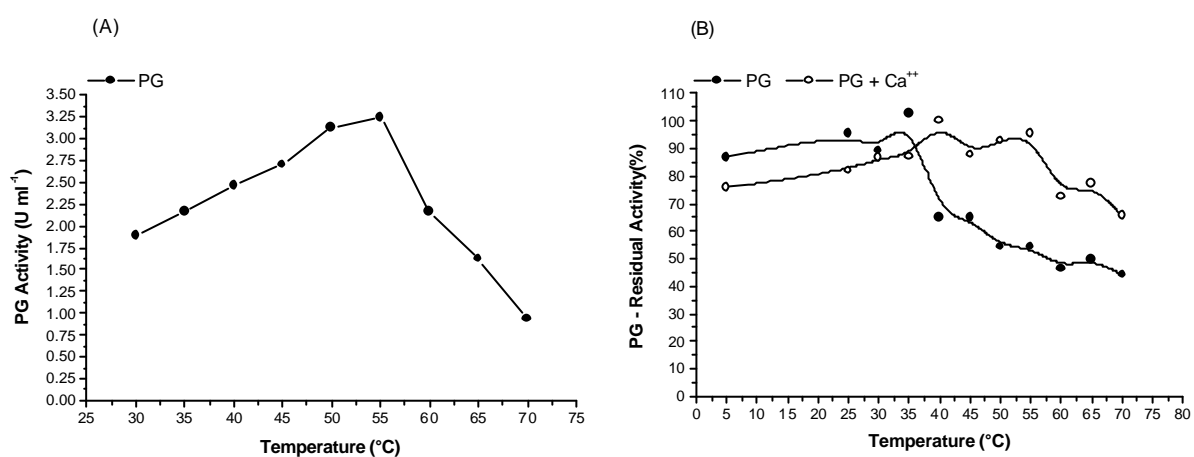 (A)
PG
3.50
3.25
3.00
2.75
2.50
2.25
2.00
1.75
1.50
1.25
1.00
0.75
0.50
0.25
0.00
PG Activity (U ml⁻¹)
25 30 35 40 45 50 55 60 65 70 75
Temperature (°C)
(B)
PG PG + Ca⁺⁺
110
100
90
80
70
60
50
40
30
20
10
0
PG - Residual Activity(%)
0 5 10 15 20 25 30 35 40 45 50 55 60 65 70 75 80
Temperature (°C)